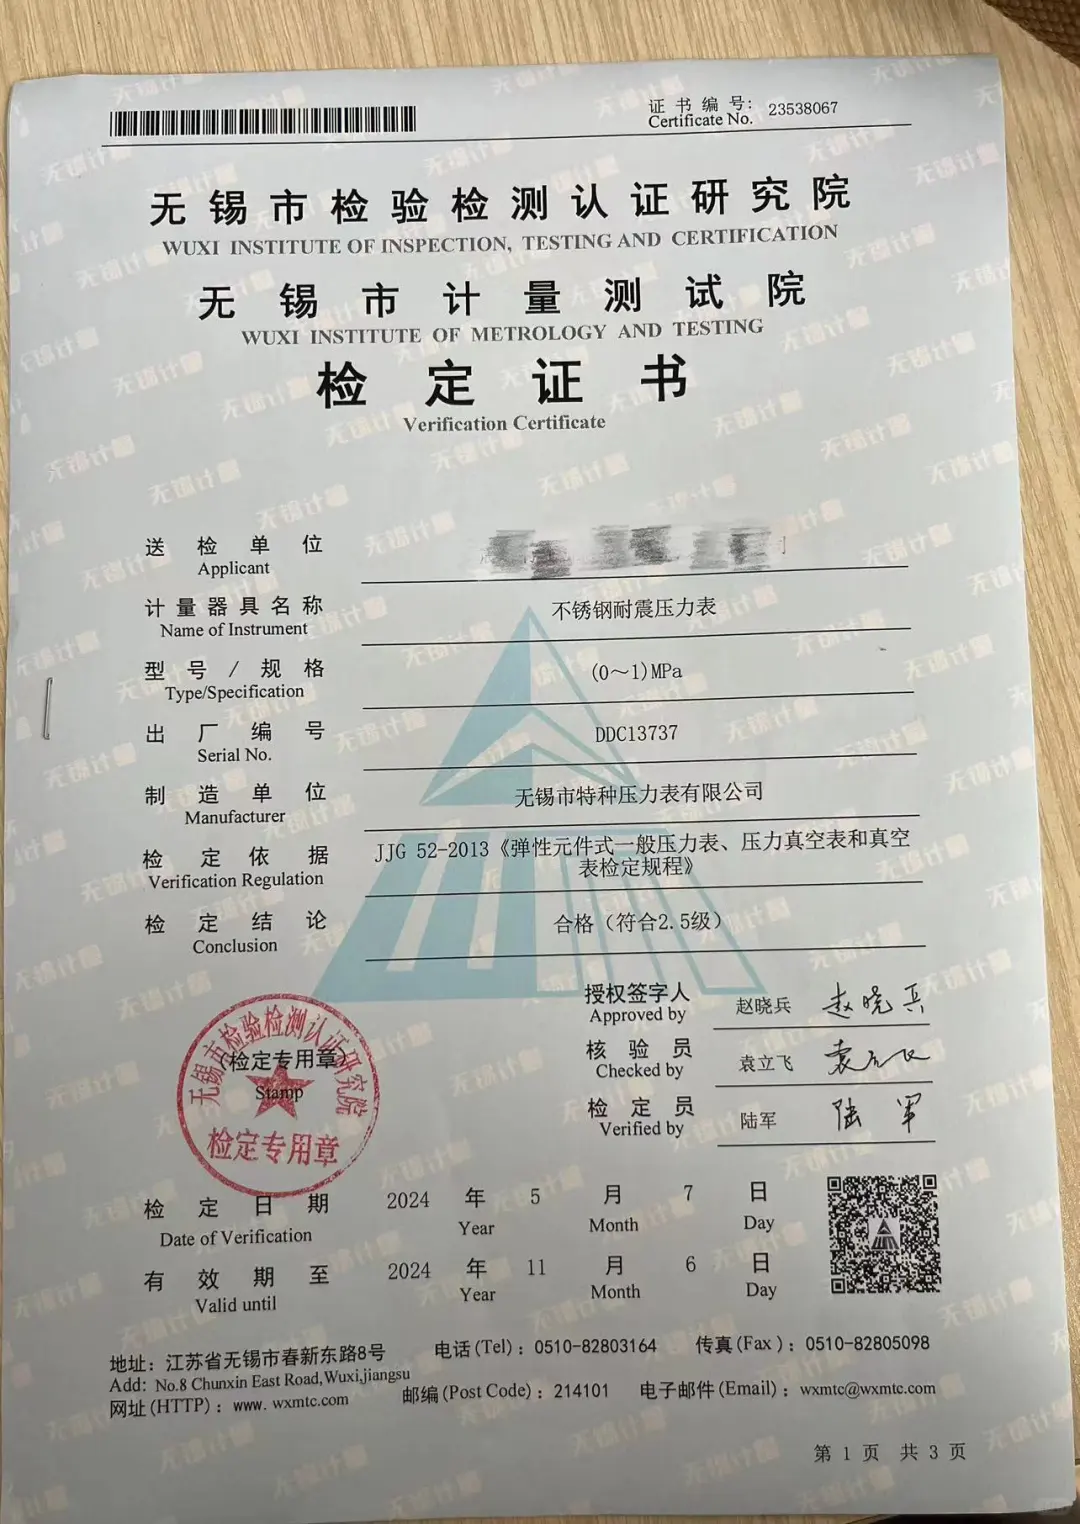 证书编号: 23538067
Certificate No.
无锡市检验检测认证研究院
WUXI INSTITUTE OF INSPECTION, TESTING AND CERTIFICATION
无锡市计量测试院
WUXI INSTITUTE OF METROLOGY AND TESTING
检定证书
Verification Certificate
送检单位
Applicant
计量器具名称 不锈钢耐震压力表
Name of Instrument
型号/规格 (0～1)MPa
Type/Specification
出厂编号 DDC13737
Serial No.
制造单位 无锡市特种压力表有限公司
Manufacturer
检定依据 JJG 52-2013《弹性元件式一般压力表、压力真空表和真空
表检定规程》
Verification Regulation
检定结论 合格（符合2.5级）
Conclusion
授权签字人 赵晓兵 赵晓兵
Approved by
核验员 袁立飞 袁立飞
Checked by
检定员 陆军 陆军
Verified by
无锡市检验检测认证研究院
(检定专用章)
Stamp
检定专用章
检定日期 2024 年 5 月 7 日
Date of Verification Year Month Day
有效期至 2024 年 11 月 6 日
Valid until Year Month Day
地址: 江苏省无锡市春新东路8号 电话(Tel): 0510-82803164 传真(Fax): 0510-82805098
Add: No.8 Chunxin East Road,Wuxi,jiangsu
网址(HTTP): www.wxmtc.com 邮编(Post Code): 214101 电子邮件(Email): wxmtc@wxmtc.com
第 1 页 共 3 页